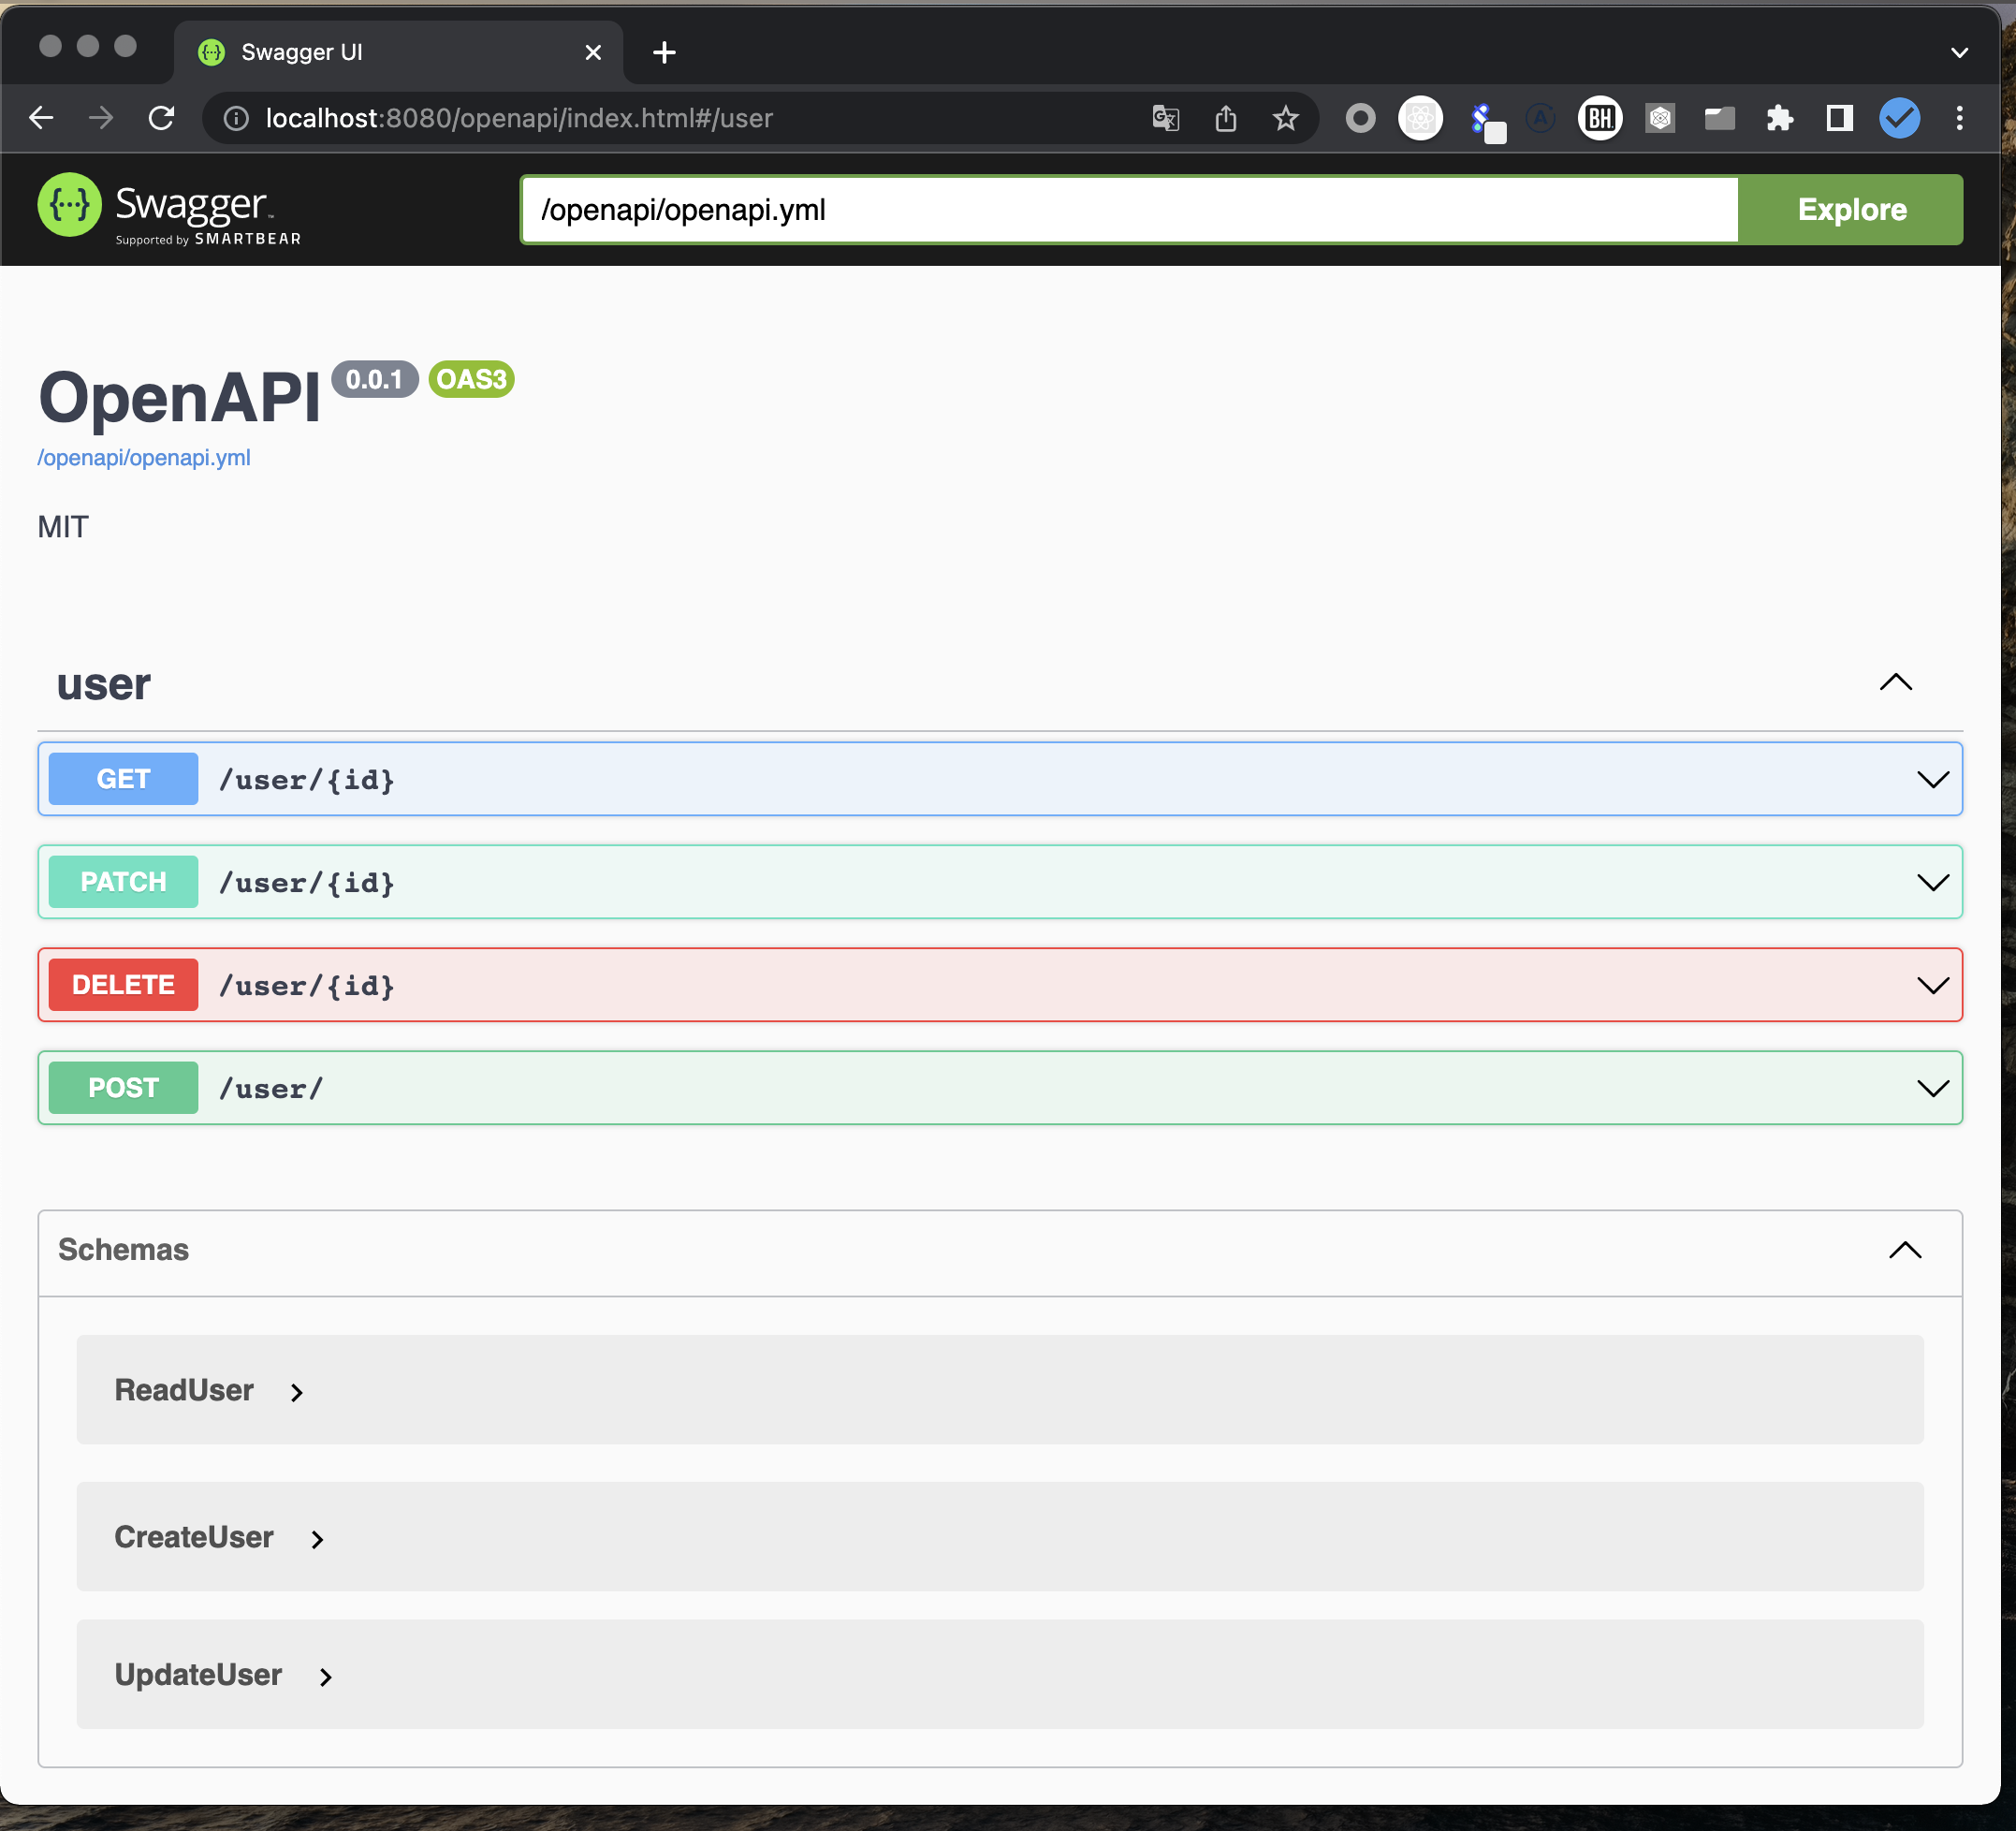 Swagger UI
localhost:8080/openapi/index.html#/user
BH
A
{···} Swagger™
Supported by SMARTBEAR
/openapi/openapi.yml
Explore
OpenAPI 0.0.1 OAS3
/openapi/openapi.yml
MIT
user
GET /user/{id}
PATCH /user/{id}
DELETE /user/{id}
POST /user/
Schemas
ReadUser
CreateUser
UpdateUser